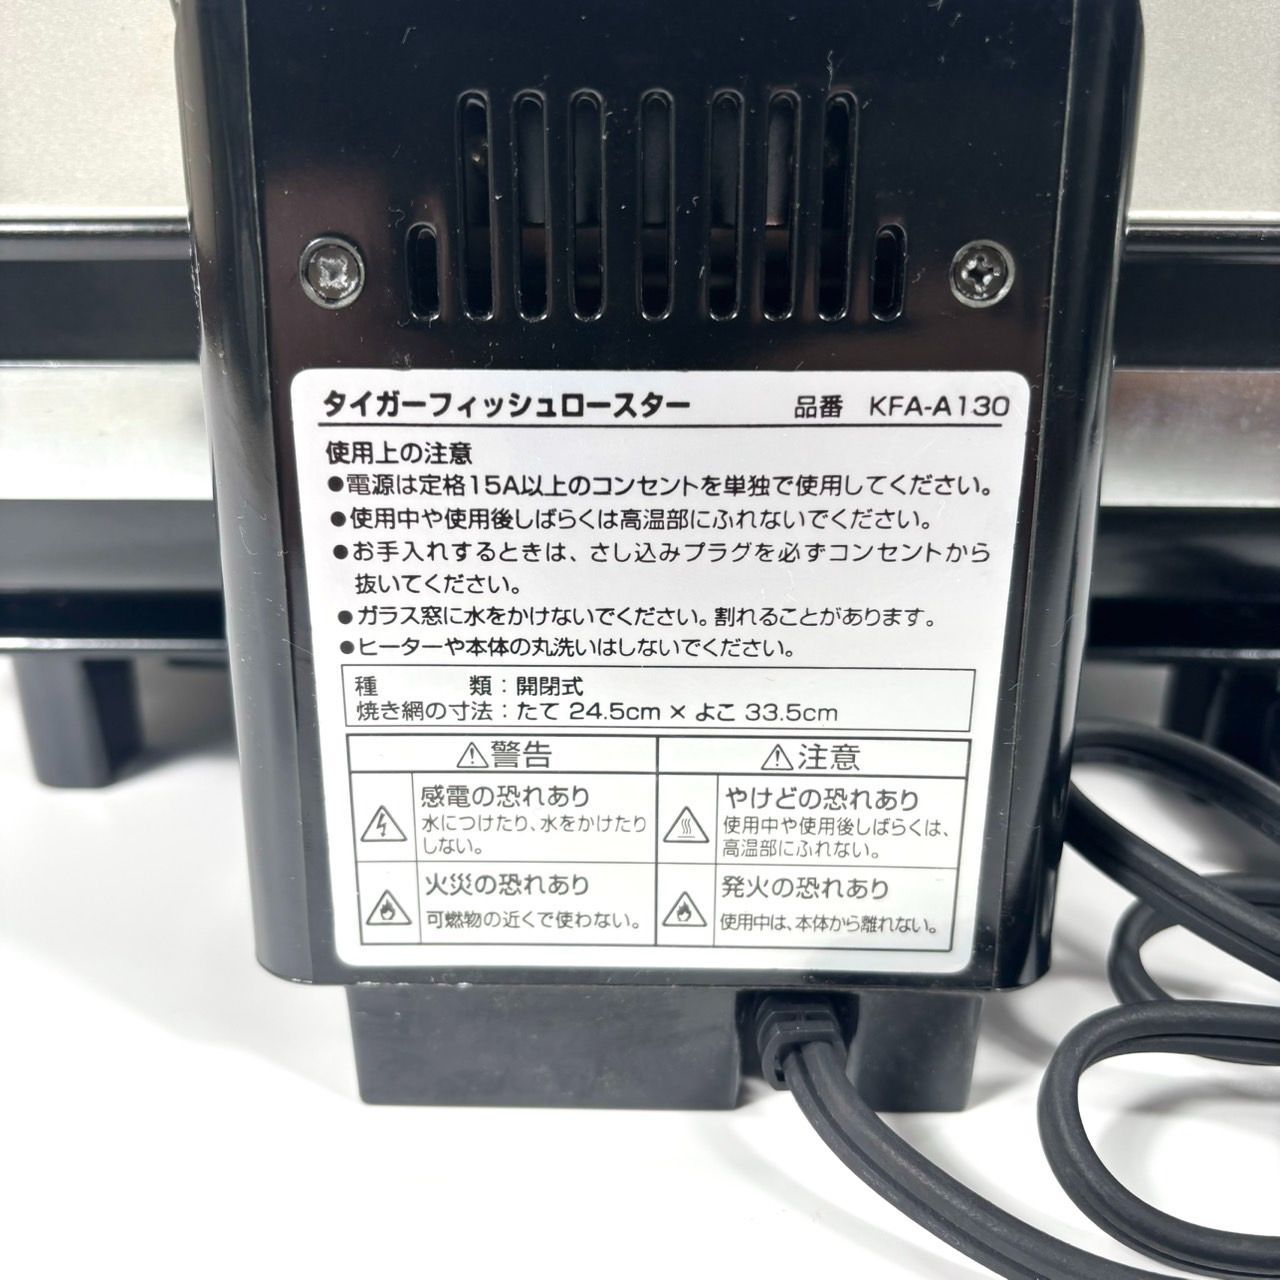 タイガーフィッシュロースター 品番 KFA-A130
使用上の注意
●電源は定格15A以上のコンセントを単独で使用してください。
●使用中や使用後しばらくは高温部にふれないでください。
●お手入れするときは、さし込みプラグを必ずコンセントから
抜いてください。
●ガラス窓に水をかけないでください。割れることがあります。
●ヒーターや本体の丸洗いはしないでください。
種 類：開閉式
焼き網の寸法：たて 24.5cm × よこ 33.5cm
⚠警告
感電の恐れあり
水につけたり、水をかけたり
しない。
火災の恐れあり
可燃物の近くで使わない。
⚠注意
やけどの恐れあり
使用中や使用後しばらくは、
高温部にふれない。
発火の恐れあり
使用中は、本体から離れない。